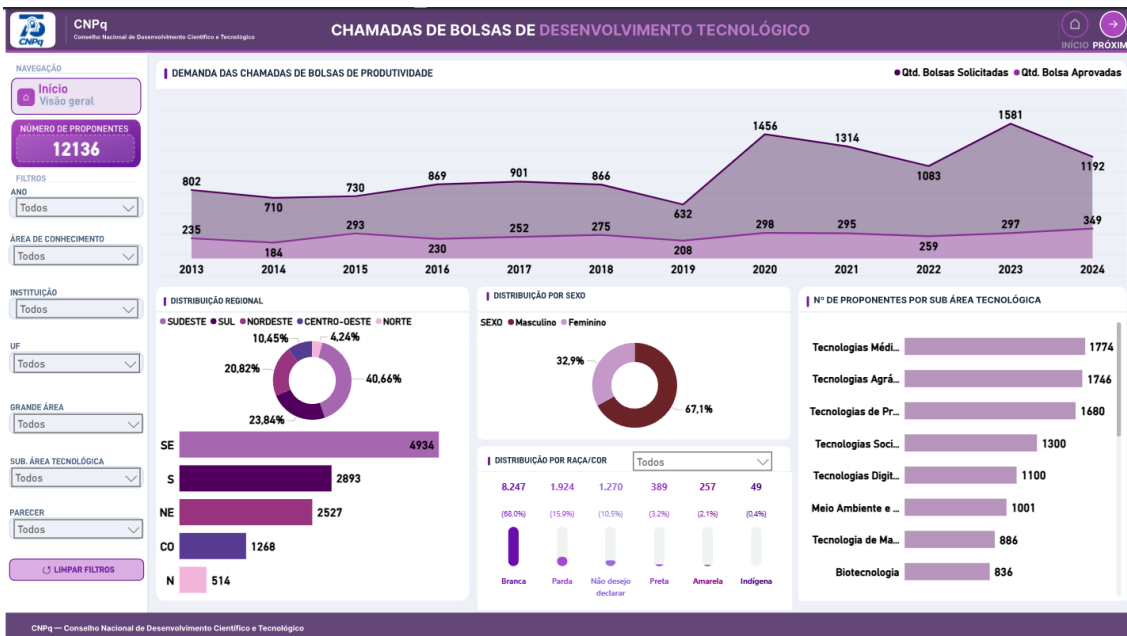 CNPq
CNPq
Conselho Nacional de Desenvolvimento Científico e Tecnológico
CHAMADAS DE BOLSAS DE DESENVOLVIMENTO TECNOLÓGICO
INÍCIO PRÓXIM
NAVEGAÇÃO
Início
Visão geral
NÚMERO DE PROPONENTES
12136
FILTROS
ANO
Todos
ÁREA DE CONHECIMENTO
Todos
INSTITUIÇÃO
Todos
UF
Todos
GRANDE ÁREA
Todos
SUB. ÁREA TECNOLÓGICA
Todos
PARECER
Todos
LIMPAR FILTROS
DEMANDA DAS CHAMADAS DE BOLSAS DE PRODUTIVIDADE
Qtd. Bolsas Solicitadas Qtd. Bolsa Aprovadas
802 710 730 869 901 866 632 1456 1314 1083 1581 1192
235 184 293 230 252 275 208 298 295 259 297 349
2013 2014 2015 2016 2017 2018 2019 2020 2021 2022 2023 2024
DISTRIBUIÇÃO REGIONAL
SUDESTE SUL NORDESTE CENTRO-OESTE NORTE
10,45% 4,24%
20,82%
40,66%
23,84%
SE 4934
S 2893
NE 2527
CO 1268
N 514
DISTRIBUIÇÃO POR SEXO
SEXO Masculino Feminino
32,9%
67,1%
DISTRIBUIÇÃO POR RAÇA/COR Todos
8.247 1.924 1.270 389 257 49
(68,0%) (15,9%) (10,5%) (3,2%) (2,1%) (0,4%)
Branca Parda Não desejo declarar Preta Amarela Indígena
Nº DE PROPONENTES POR SUB ÁREA TECNOLÓGICA
Tecnologias Médi... 1774
Tecnologias Agrá... 1746
Tecnologias de Pr... 1680
Tecnologias Soci... 1300
Tecnologias Digit... 1100
Meio Ambiente e ... 1001
Tecnologia de Ma... 886
Biotecnologia 836
CNPq — Conselho Nacional de Desenvolvimento Científico e Tecnológico